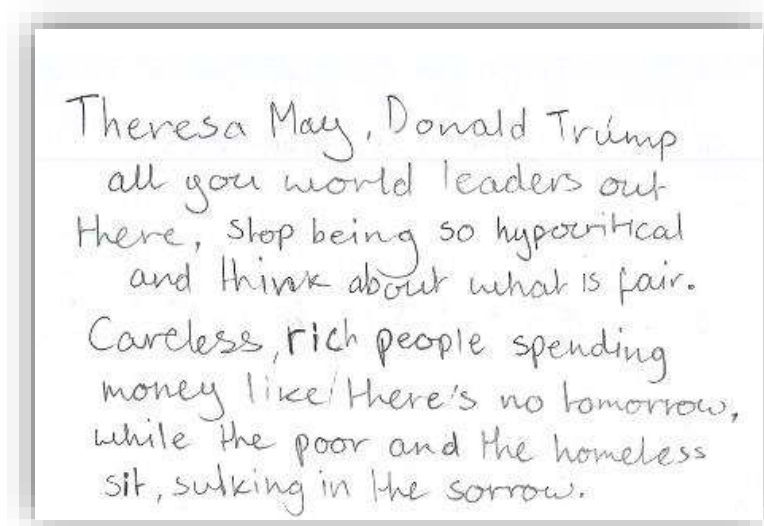 Theresa May, Donald Trump
all you world leaders out
there, stop being so hypocritical
and think about what is fair.
Careless, rich people spending
money like there's no tomorrow,
while the poor and the homeless
sit, sulking in the sorrow.